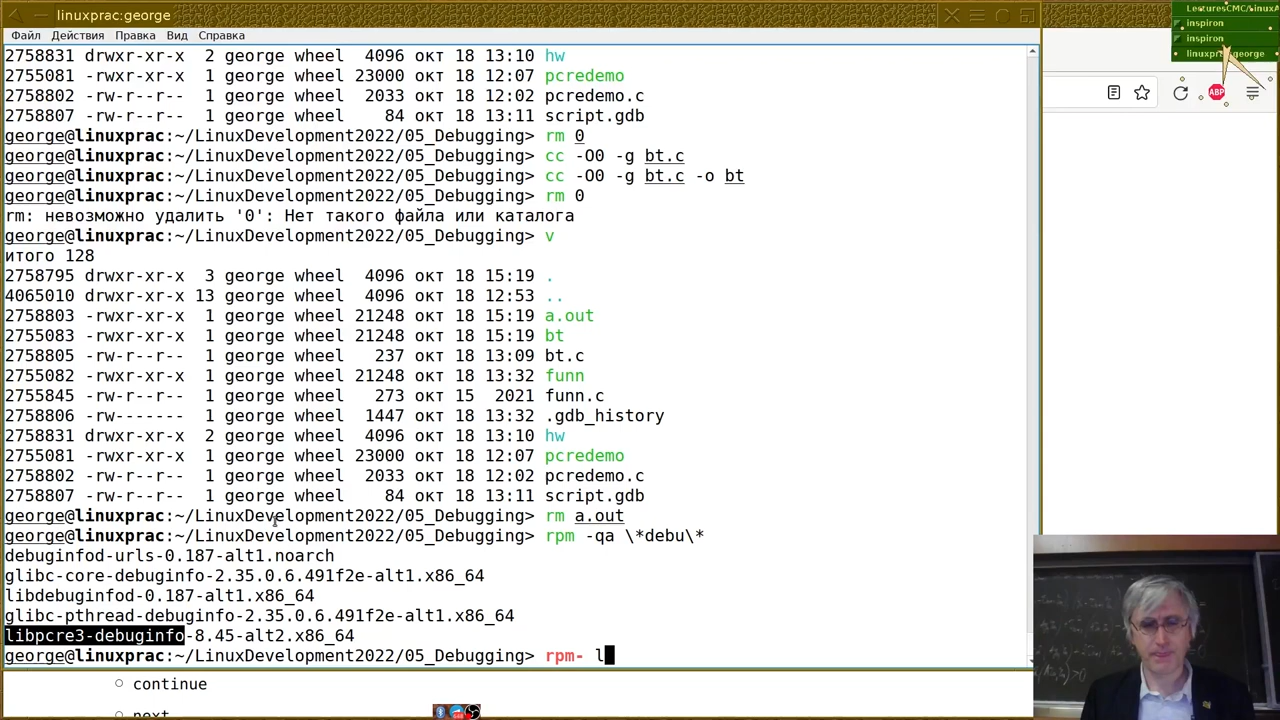 linuxprac:george
Файл Действия Правка Вид Справка
2758831 drwxr-xr-x 2 george wheel 4096 окт 18 13:10 hw
2755081 -rwxr-xr-x 1 george wheel 23000 окт 18 12:07 pcredemo
2758802 -rw-r--r-- 1 george wheel 2033 окт 18 12:02 pcredemo.c
2758807 -rw-r--r-- 1 george wheel 84 окт 18 13:11 script.gdb
george@linuxprac:~/LinuxDevelopment2022/05_Debugging> rm 0
george@linuxprac:~/LinuxDevelopment2022/05_Debugging> cc -O0 -g bt.c
george@linuxprac:~/LinuxDevelopment2022/05_Debugging> cc -O0 -g bt.c -o bt
george@linuxprac:~/LinuxDevelopment2022/05_Debugging> rm 0
rm: невозможно удалить '0': Нет такого файла или каталога
george@linuxprac:~/LinuxDevelopment2022/05_Debugging> v
итого 128
2758795 drwxr-xr-x 3 george wheel 4096 окт 18 15:19 .
4065010 drwxr-xr-x 13 george wheel 4096 окт 18 12:53 ..
2758803 -rwxr-xr-x 1 george wheel 21248 окт 18 15:19 a.out
2755083 -rwxr-xr-x 1 george wheel 21248 окт 18 15:19 bt
2758805 -rw-r--r-- 1 george wheel 237 окт 18 13:09 bt.c
2755082 -rwxr-xr-x 1 george wheel 21248 окт 18 13:32 funn
2755845 -rw-r--r-- 1 george wheel 273 окт 15 2021 funn.c
2758806 -rw------- 1 george wheel 1447 окт 18 13:32 .gdb_history
2758831 drwxr-xr-x 2 george wheel 4096 окт 18 13:10 hw
2755081 -rwxr-xr-x 1 george wheel 23000 окт 18 12:07 pcredemo
2758802 -rw-r--r-- 1 george wheel 2033 окт 18 12:02 pcredemo.c
2758807 -rw-r--r-- 1 george wheel 84 окт 18 13:11 script.gdb
george@linuxprac:~/LinuxDevelopment2022/05_Debugging> rm a.out
george@linuxprac:~/LinuxDevelopment2022/05_Debugging> rpm -qa \*debu\*
debuginfod-urls-0.187-alt1.noarch
glibc-core-debuginfo-2.35.0.6.491f2e-alt1.x86_64
libdebuginfod-0.187-alt1.x86_64
glibc-pthread-debuginfo-2.35.0.6.491f2e-alt1.x86_64
libpcre3-debuginfo-8.45-alt2.x86_64
george@linuxprac:~/LinuxDevelopment2022/05_Debugging> rpm- l
continue
next
inspiron
inspiron
ABP